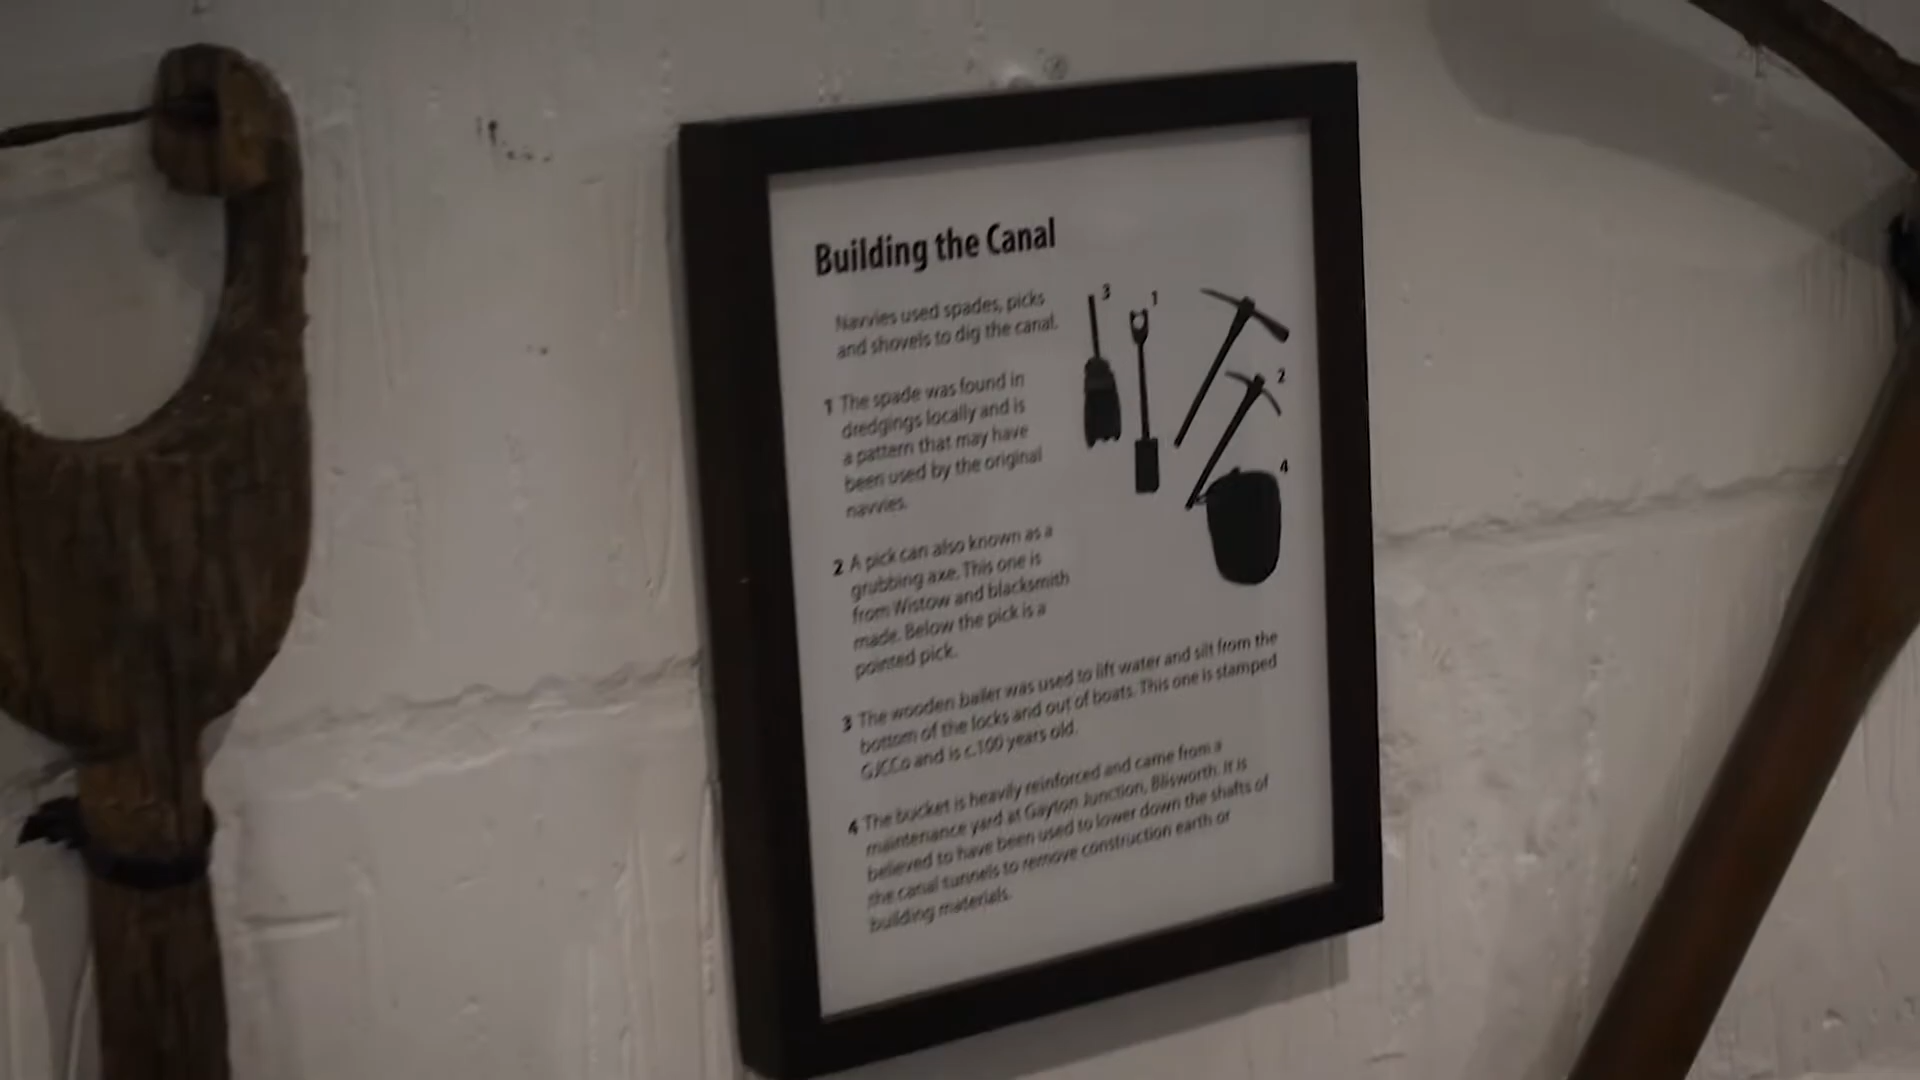 Building the Canal
Navvies used spades, picks
and shovels to dig the canal.
1 The spade was found in
dredgings locally and is
a pattern that may have
been used by the original
navvies.
2 A pick can also known as a
grubbing axe. This one is
from Wistow and blacksmith
made. Below the pick is a
pointed pick.
3 The wooden bailer was used to lift water and silt from the
bottom of the locks and out of boats. This one is stamped
GJCCo and is c.100 years old.
4 The bucket is heavily reinforced and came from a
maintenance yard at Gayton Junction, Blisworth. It is
believed to have been used to lower down the shafts of
the canal tunnels to remove construction earth or
building materials.
3
1
2
4